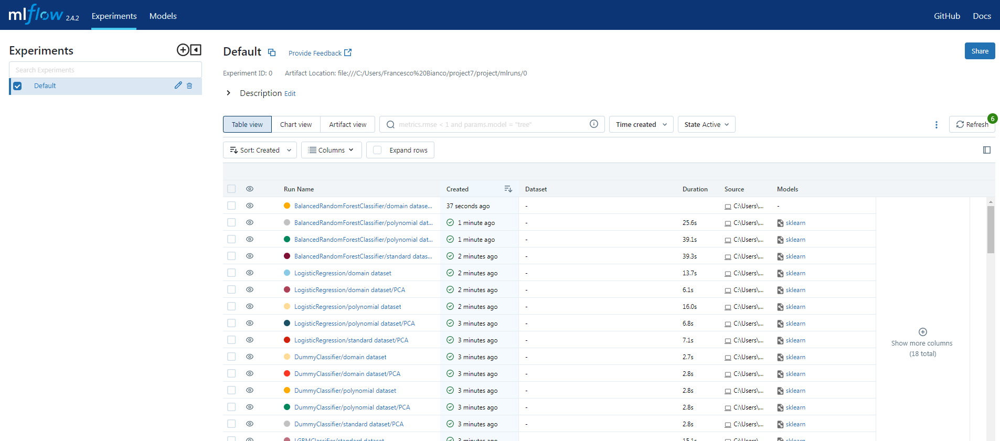 mlflow 2.4.2 Experiments Models GitHub Docs
Experiments
Search Experiments
Default
Default Provide Feedback Share
Experiment ID: 0 Artifact Location: file:///C:/Users/Francesco%20Bianco/project7/project/mlruns/0
Description Edit
Table view Chart view Artifact view metrics.rmse < 1 and params.model = "tree" Time created State Active Refresh 6
Sort: Created Columns Expand rows
Run Name Created Dataset Duration Source Models
BalancedRandomForestClassifier/domain datase... 37 seconds ago - C:\Users\... -
BalancedRandomForestClassifier/polynomial dat... 1 minute ago - 25.6s C:\Users\... sklearn
BalancedRandomForestClassifier/polynomial dat... 1 minute ago - 39.1s C:\Users\... sklearn
BalancedRandomForestClassifier/standard datas... 2 minutes ago - 39.3s C:\Users\... sklearn
LogisticRegression/domain dataset 2 minutes ago - 13.7s C:\Users\... sklearn
LogisticRegression/domain dataset/PCA 2 minutes ago - 6.1s C:\Users\... sklearn
LogisticRegression/polynomial dataset 2 minutes ago - 16.0s C:\Users\... sklearn
LogisticRegression/polynomial dataset/PCA 3 minutes ago - 6.8s C:\Users\... sklearn
LogisticRegression/standard dataset/PCA 3 minutes ago - 7.1s C:\Users\... sklearn
Show more columns
(18 total)
DummyClassifier/domain dataset 3 minutes ago - 2.7s C:\Users\... sklearn
DummyClassifier/domain dataset/PCA 3 minutes ago - 2.8s C:\Users\... sklearn
DummyClassifier/polynomial dataset 3 minutes ago - 2.8s C:\Users\... sklearn
DummyClassifier/polynomial dataset/PCA 3 minutes ago - 2.8s C:\Users\... sklearn
DummyClassifier/standard dataset/PCA 3 minutes ago - 2.8s C:\Users\... sklearn
LGBMClassifier/standard dataset 3 minutes ago - 15.1s C:\Users\... sklearn